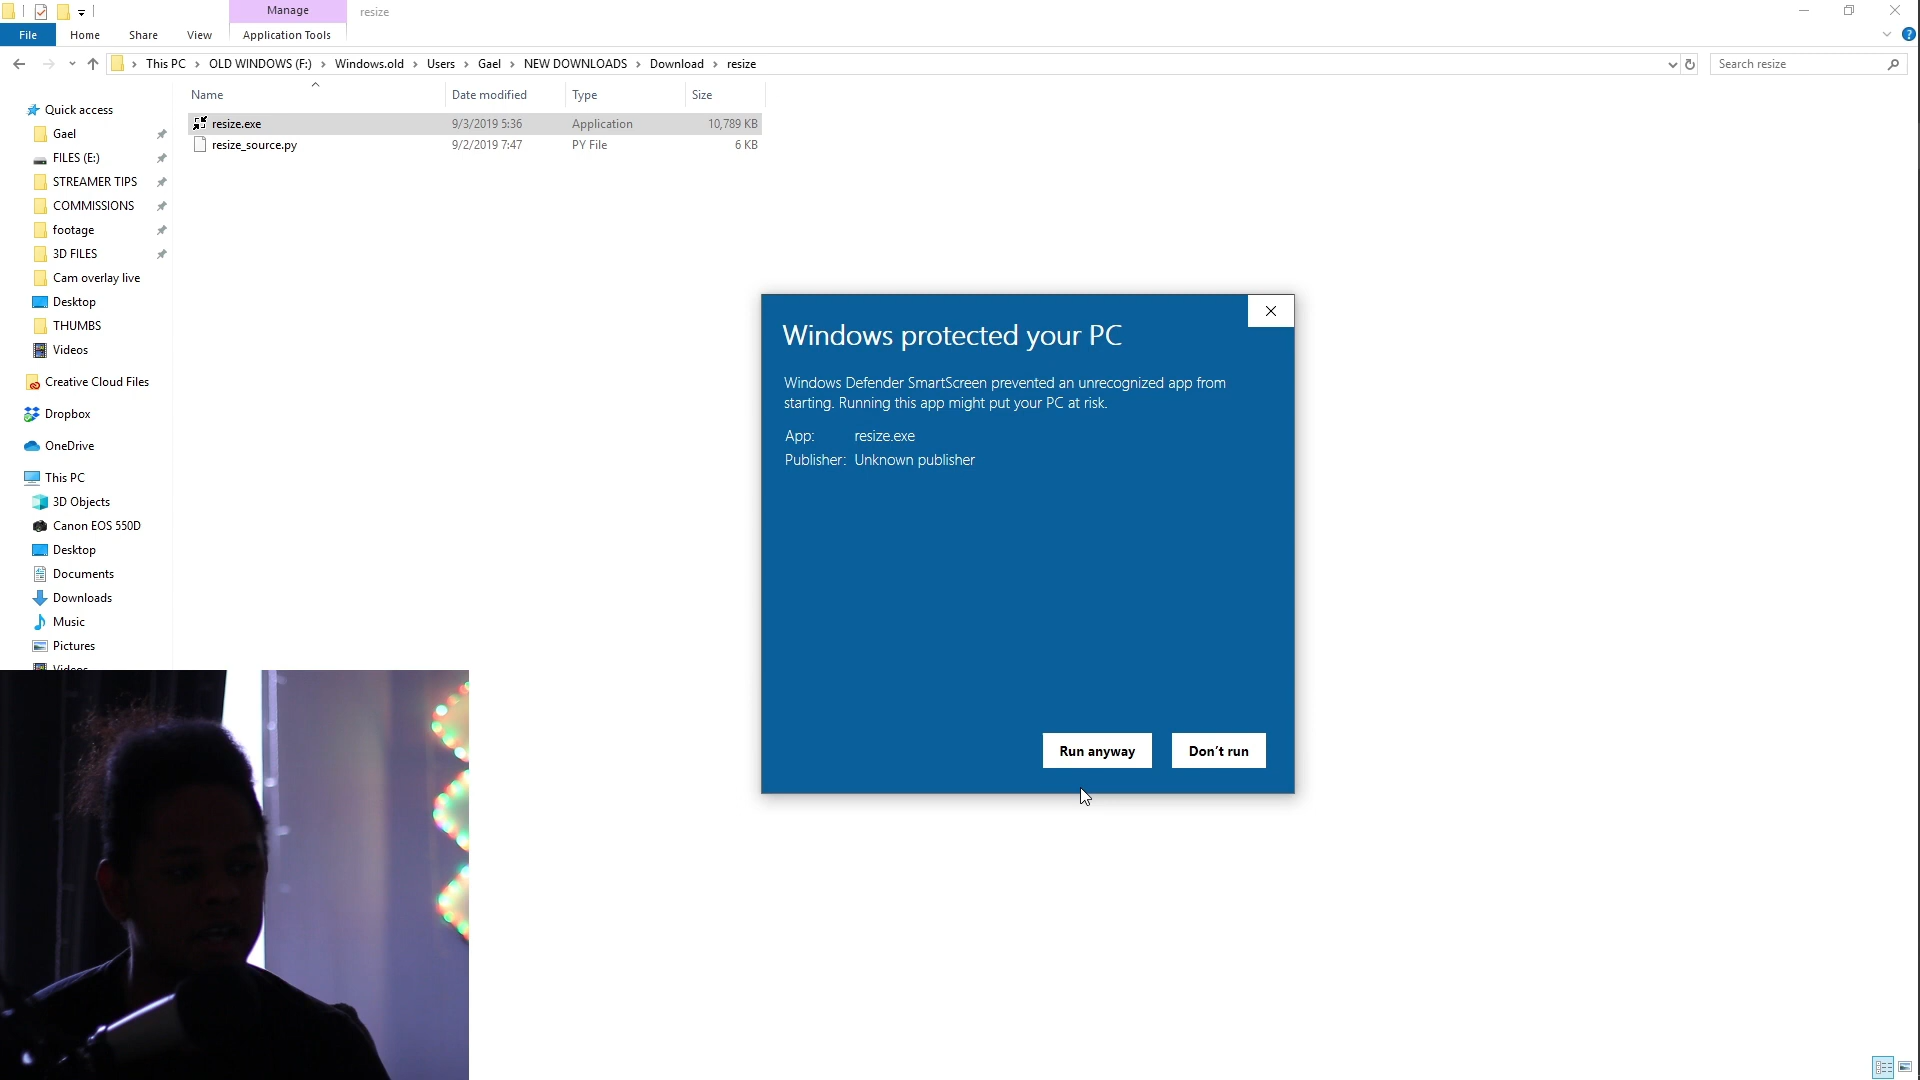 Manage
resize
File
Home
Share
View
Application Tools
This PC
OLD WINDOWS (F:)
Windows.old
Users
Gael
NEW DOWNLOADS
Download
resize
Search resize
Name
Date modified
Type
Size
resize.exe
9/3/2019 5:36
Application
10,789 KB
resize_source.py
9/2/2019 7:47
PY File
6 KB
Quick access
Gael
FILES (E:)
STREAMER TIPS
COMMISSIONS
footage
3D FILES
Cam overlay live
Desktop
THUMBS
Videos
Creative Cloud Files
Dropbox
OneDrive
This PC
3D Objects
Canon EOS 550D
Desktop
Documents
Downloads
Music
Pictures
Videos
Windows protected your PC
Windows Defender SmartScreen prevented an unrecognized app from
starting. Running this app might put your PC at risk.
App: resize.exe
Publisher: Unknown publisher
Run anyway
Don't run